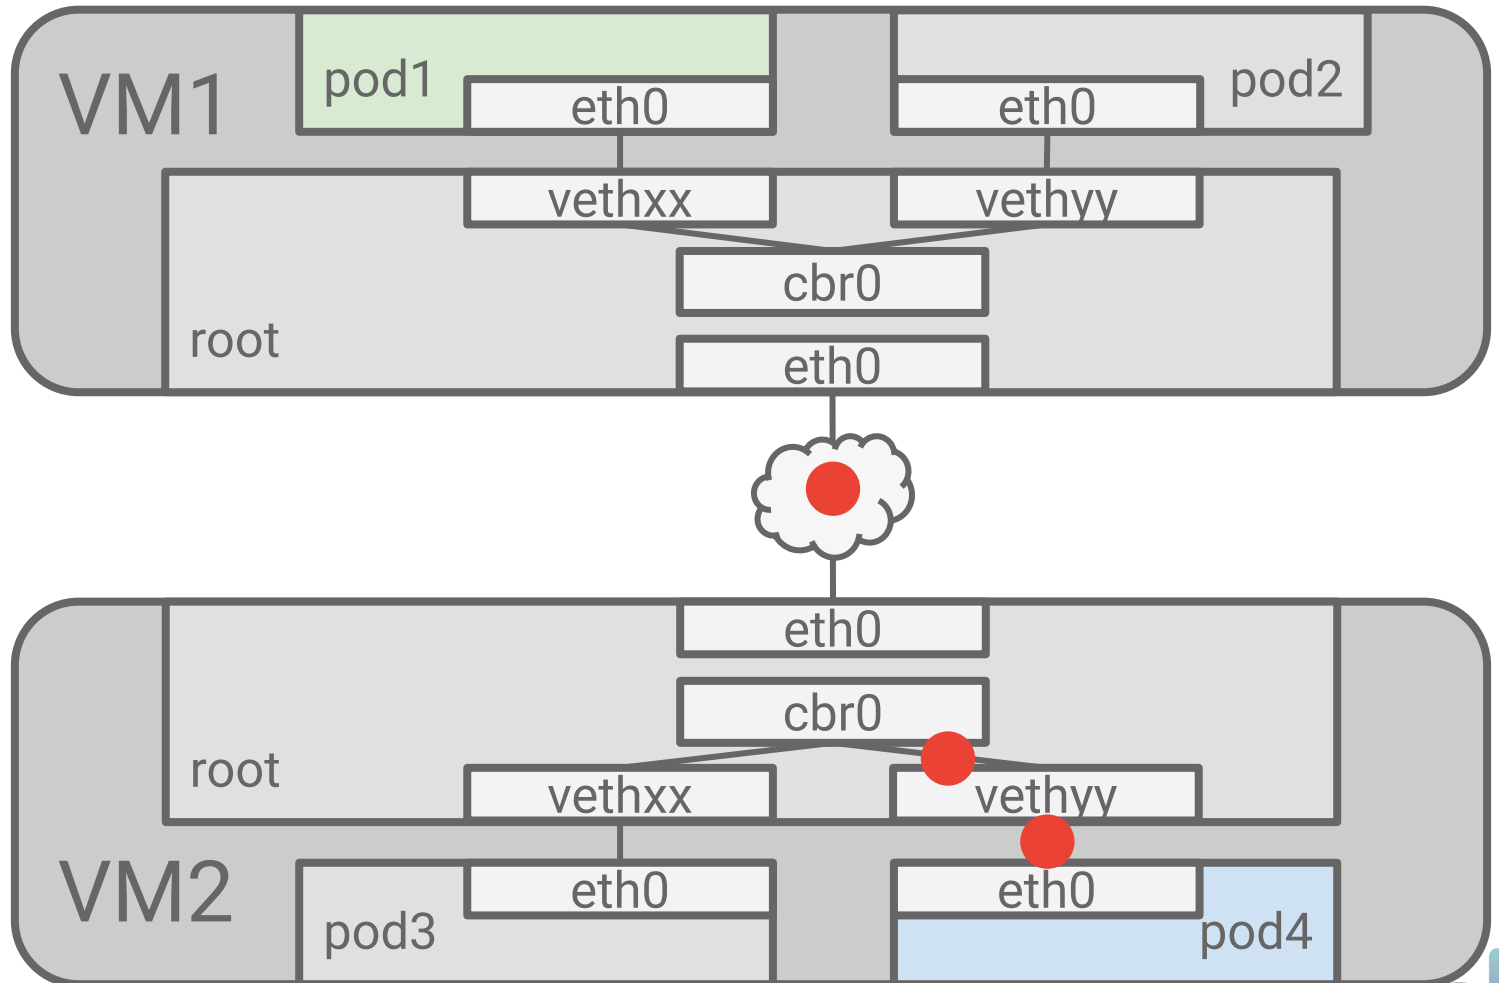 VM1
pod1
eth0
eth0
pod2
vethxx
vethyy
cbr0
root
eth0
eth0
cbr0
root
vethxx
vethyy
VM2
eth0
eth0
pod3
pod4